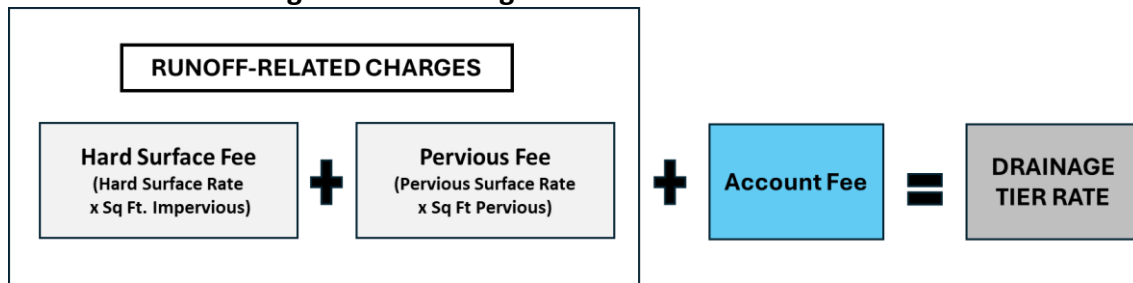 RUNOFF-RELATED CHARGES
Hard Surface Fee
(Hard Surface Rate
x Sq Ft. Impervious)
Pervious Fee
(Pervious Surface Rate
x Sq Ft Pervious)
Account Fee
DRAINAGE
TIER RATE